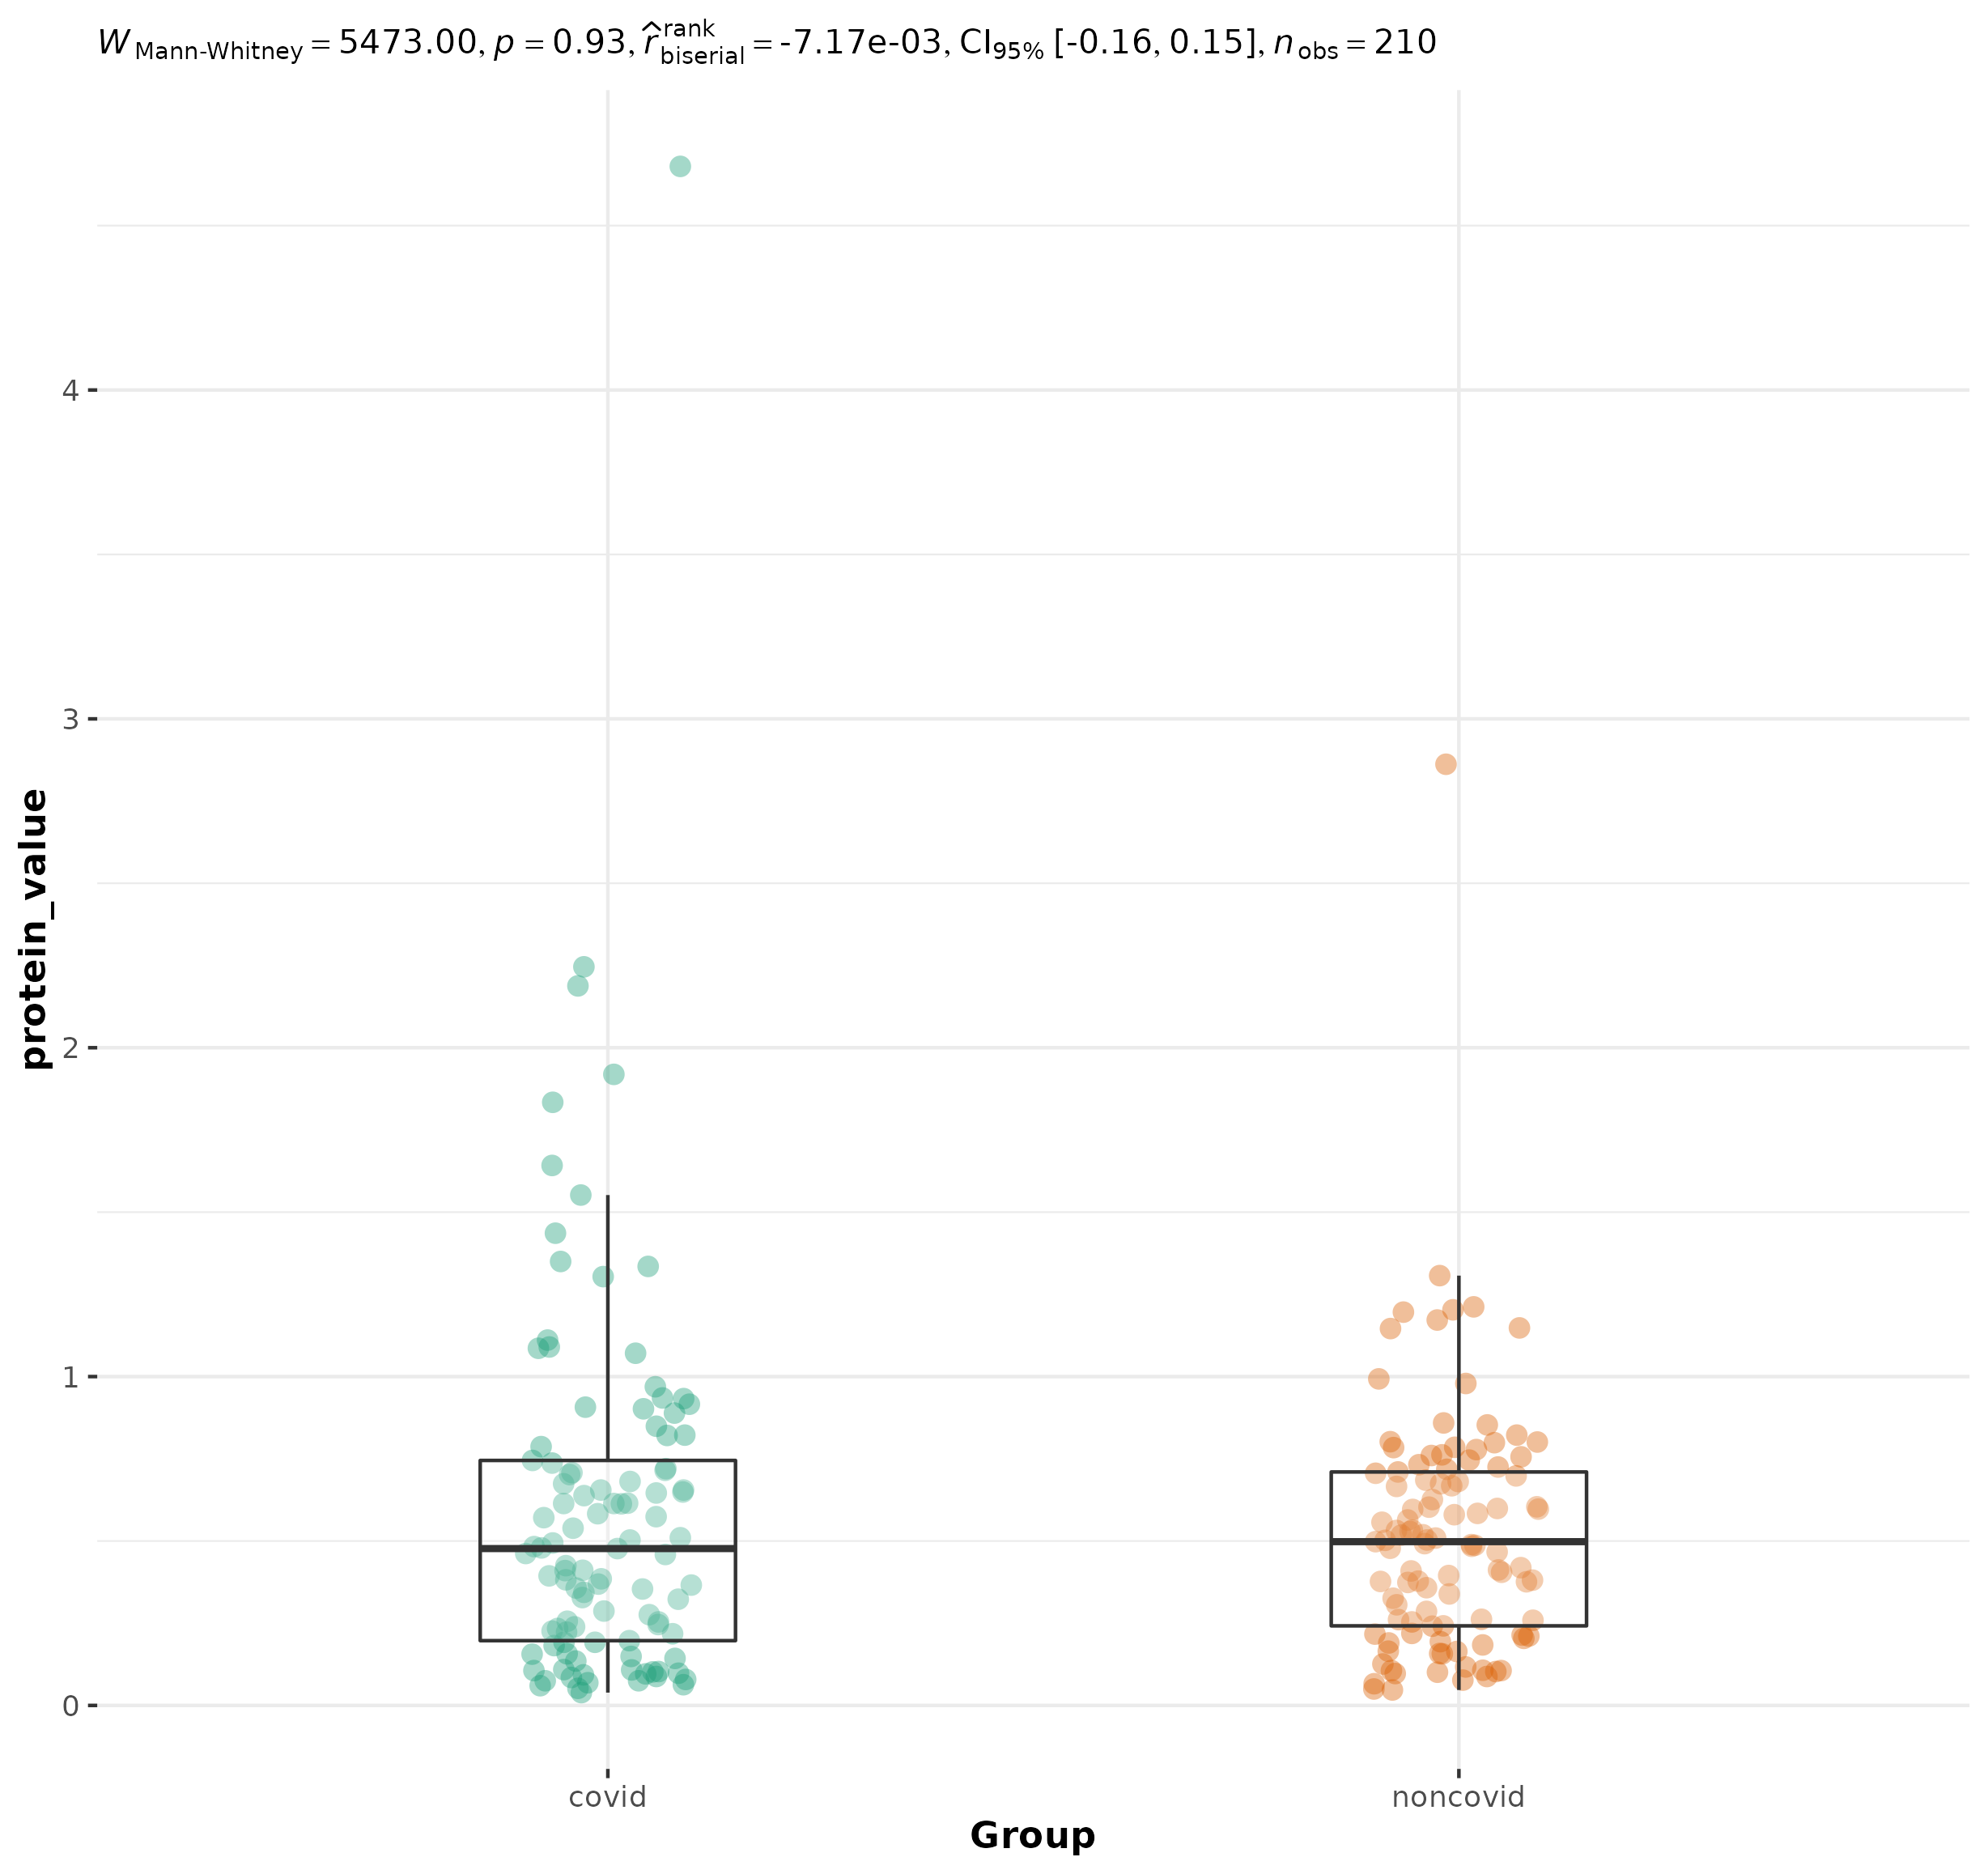 W Mann-Whitney = 5473.00, p = 0.93, r̂ rank biserial = -7.17e-03, CI95% [-0.16, 0.15], n obs = 210
protein_value
4
3
2
1
0
covid noncovid
Group